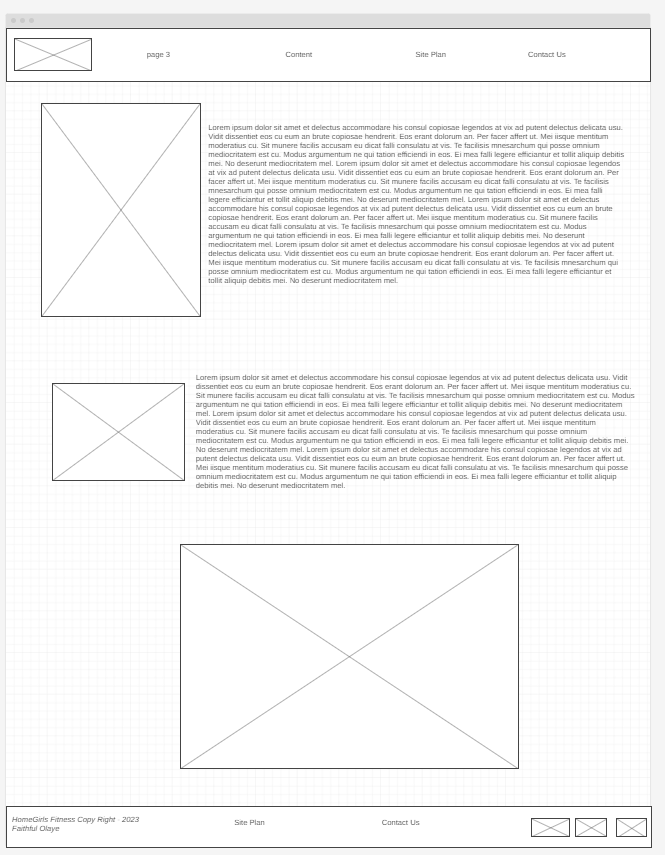 page 3
Content
Site Plan
Contact Us
Lorem ipsum dolor sit amet et delectus accommodare his consul copiosae legendos at vix ad putent delectus delicata usu.
Vidit dissentiet eos cu eum an brute copiosae hendrerit. Eos erant dolorum an. Per facer affert ut. Mei iisque mentitum
moderatius cu. Sit munere facilis accusam eu dicat consulatu at vis. Te facilisis mnesarchum qui posse omnium
mediocritatem est cu. Modus argumentum ne qui tation efficiendi in eos. Ei mea falli legere efficiantur et tollit aliquip debitis
mei. No deserunt mediocritatem mel. Lorem ipsum dolor sit amet et delectus accommodare his consul copiosae legendos
at vix ad putent delectus delicata usu. Vidit dissentiet eos cu eum an brute copiosae hendrerit. Eos erant dolorum an. Per
facer affert ut. Mei iisque mentitum moderatius cu. Sit munere facilis accusam eu dicat consulatu at vis. Te facilisis
mnesarchum qui posse omnium mediocritatem est cu. Modus argumentum ne qui tation efficiendi in eos. Ei mea falli
legere efficiantur et tollit aliquip debitis mei. No deserunt mediocritatem mel. Lorem ipsum dolor sit amet et delectus
accommodare his consul copiosae legendos at vix ad putent delectus delicata usu. Vidit dissentiet eos cu eum an brute
copiosae hendrerit. Eos erant dolorum an. Per facer affert ut. Mei iisque mentitum moderatius cu. Sit munere facilis
accusam eu dicat consulatu at vis. Te facilisis mnesarchum qui posse omnium mediocritatem est cu. Modus
argumentum ne qui tation efficiendi in eos. Ei mea falli legere efficiantur et tollit aliquip debitis mei. No deserunt
mediocritatem mel. Lorem ipsum dolor sit amet et delectus accommodare his consul copiosae legendos at vix ad putent
delectus delicata usu. Vidit dissentiet eos cu eum an brute copiosae hendrerit. Eos erant dolorum an. Per facer affert ut.
Mei iisque mentitum moderatius cu. Sit munere facilis accusam eu dicat consulatu at vis. Te facilisis mnesarchum qui
posse omnium mediocritatem est cu. Modus argumentum ne qui tation efficiendi in eos. Ei mea falli legere efficiantur et
tollit aliquip debitis mei. No deserunt mediocritatem mel.
Lorem ipsum dolor sit amet et delectus accommodare his consul copiosae legendos at vix ad putent delectus delicata usu. Vidit
dissentiet eos cu eum an brute copiosae hendrerit. Eos erant dolorum an. Per facer affert ut. Mei iisque mentitum moderatius cu.
Sit munere facilis accusam eu dicat consulatu at vis. Te facilisis mnesarchum qui posse omnium mediocritatem est cu. Modus
argumentum ne qui tation efficiendi in eos. Ei mea falli legere efficiantur et tollit aliquip debitis mei. No deserunt mediocritatem
mel. Lorem ipsum dolor sit amet et delectus accommodare his consul copiosae legendos at vix ad putent delectus delicata usu.
Vidit dissentiet eos cu eum an brute copiosae hendrerit. Eos erant dolorum an. Per facer affert ut. Mei iisque mentitum
moderatius cu. Sit munere facilis accusam eu dicat consulatu at vis. Te facilisis mnesarchum qui posse omnium
mediocritatem est cu. Modus argumentum ne qui tation efficiendi in eos. Ei mea falli legere efficiantur et tollit aliquip debitis mei.
No deserunt mediocritatem mel. Lorem ipsum dolor sit amet et delectus accommodare his consul copiosae legendos at vix ad
putent delectus delicata usu. Vidit dissentiet eos cu eum an brute copiosae hendrerit. Eos erant dolorum an. Per facer affert ut.
Mei iisque mentitum moderatius cu. Sit munere facilis accusam eu dicat consulatu at vis. Te facilisis mnesarchum qui posse
omnium mediocritatem est cu. Modus argumentum ne qui tation efficiendi in eos. Ei mea falli legere efficiantur et tollit aliquip
debitis mei. No deserunt mediocritatem mel.
HomeGirls Fitness Copy Right · 2023
Faithful Olaye
Site Plan
Contact Us